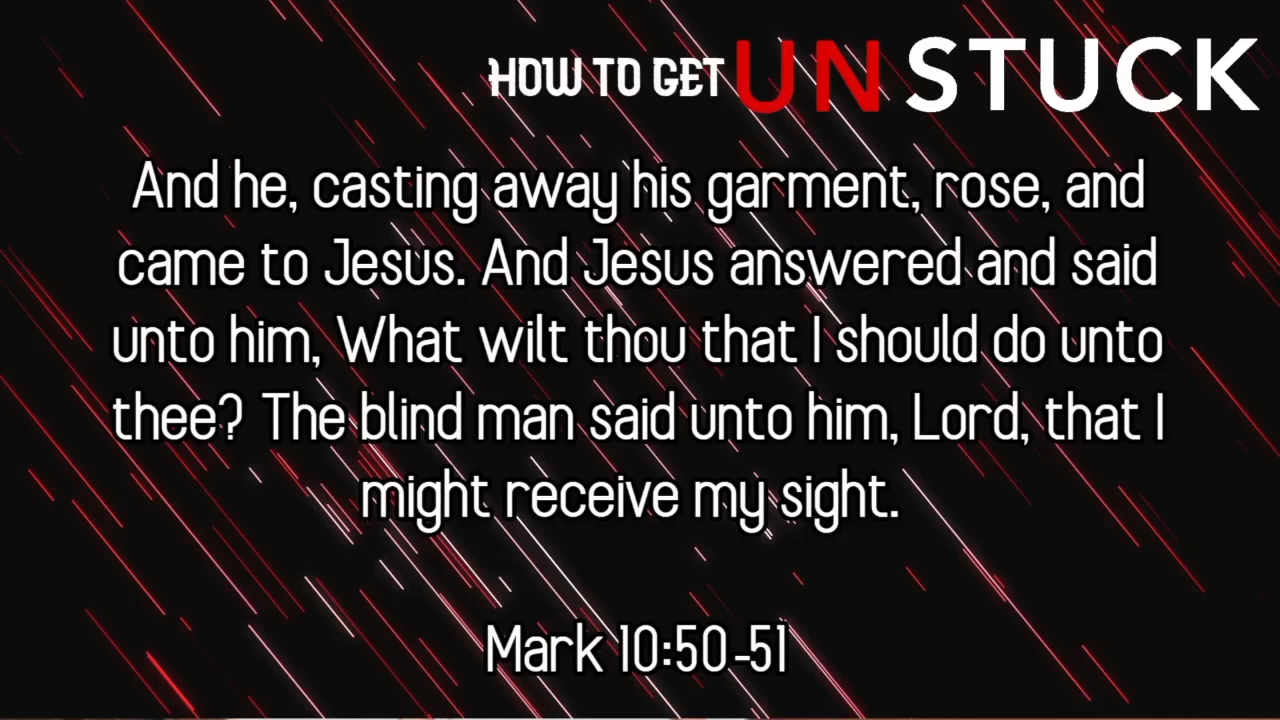 HOW TO GET UNSTUCK
And he, casting away his garment, rose, and
came to Jesus. And Jesus answered and said
unto him, What wilt thou that I should do unto
thee? The blind man said unto him, Lord, that I
might receive my sight.
Mark 10:50-51